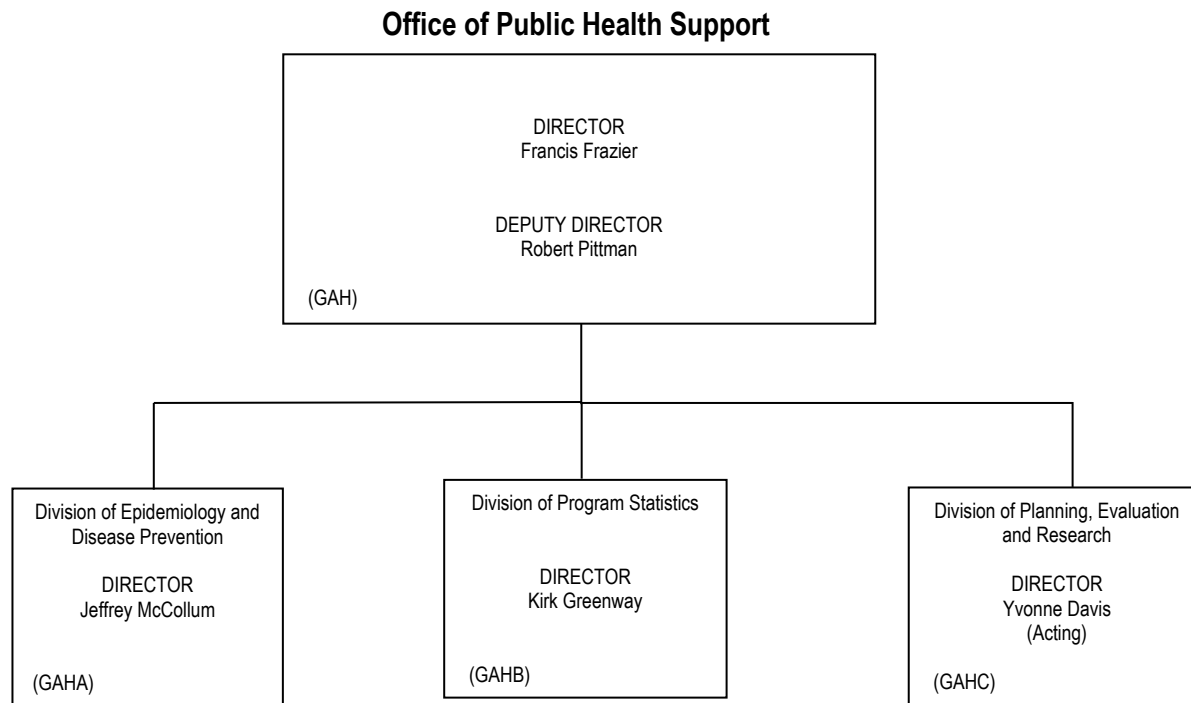 Office of Public Health Support
DIRECTOR
Francis Frazier
DEPUTY DIRECTOR
Robert Pittman
(GAH)
Division of Epidemiology and
Disease Prevention
DIRECTOR
Jeffrey McCollum
(GAHA)
Division of Program Statistics
DIRECTOR
Kirk Greenway
(GAHB)
Division of Planning, Evaluation
and Research
DIRECTOR
Yvonne Davis
(Acting)
(GAHC)